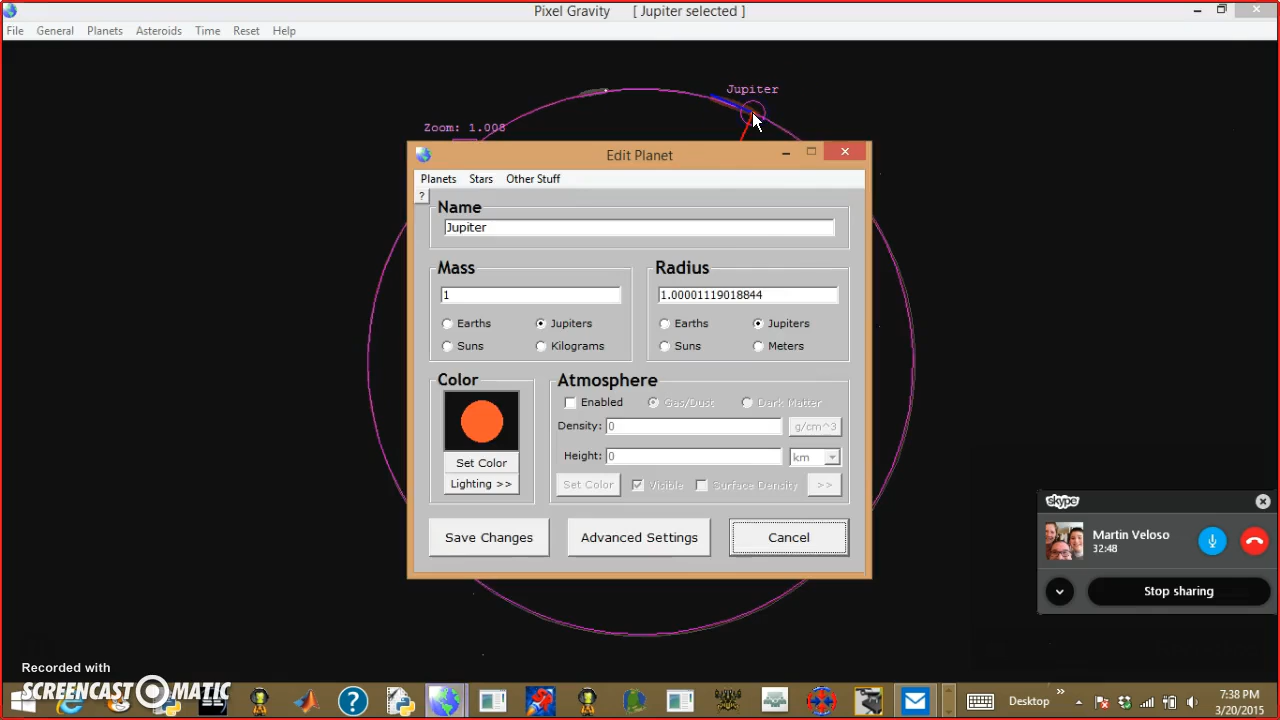 Pixel Gravity [ Jupiter selected ]
File General Planets Asteroids Time Reset Help
Jupiter
Zoom: 1.008
Edit Planet
Planets Stars Other Stuff
?
Name
Jupiter
Mass
1
Earths Jupiters
Suns Kilograms
Radius
1.00001119018844
Earths Jupiters
Suns Meters
Color
Set Color
Lighting >>
Atmosphere
Enabled Gas/Dust Dark Matter
Density: 0 g/cm^3
Height: 0 km
Set Color Visible Surface Density >>
Save Changes Advanced Settings Cancel
skype
Martin Veloso
32:48
Stop sharing
Recorded with
SCREENCAST MATIC
Desktop
7:38 PM
3/20/2015